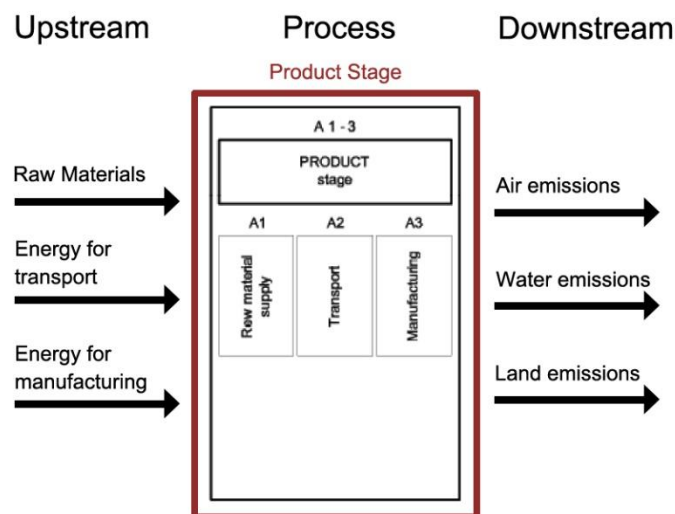 Upstream
Process
Downstream
Product Stage
A 1 - 3
PRODUCT
stage
Raw Materials
Energy for
transport
Energy for
manufacturing
A1
A2
A3
Raw material
supply
Transport
Manufacturing
Air emissions
Water emissions
Land emissions